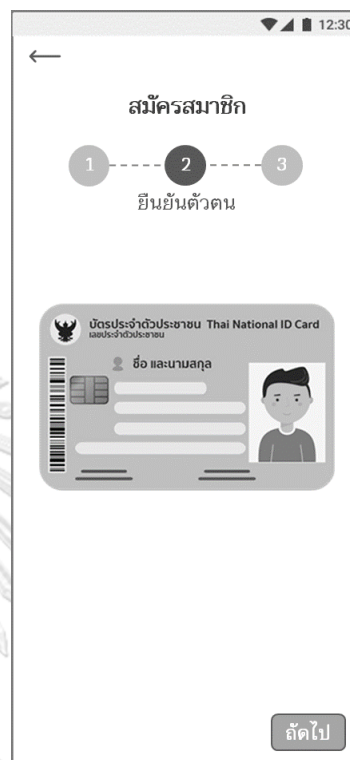 12:30
สมัครสมาชิก
1 2 3
ยืนยันตัวตน
บัตรประจำตัวประชาชน Thai National ID Card
เลขประจำตัวประชาชน
ชื่อ และนามสกุล
ถัดไป